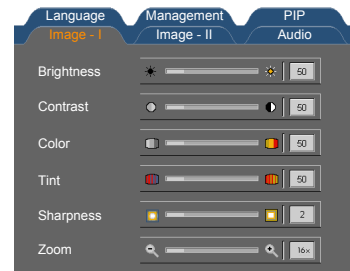 Language Management PIP
Image - I Image - II Audio
Brightness 50
Contrast 50
Color 50
Tint 50
Sharpness 2
Zoom 16x